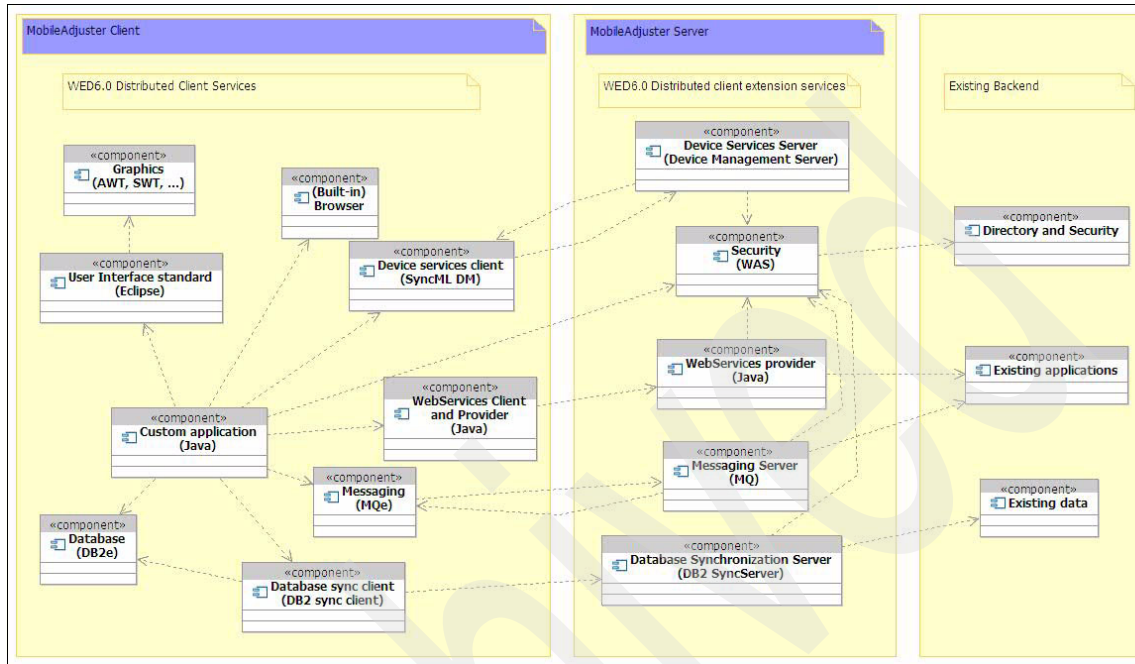 MobileAdjuster Client
WED6.0 Distributed Client Services
«component»
Graphics
(AWT, SWT, ...)
«component»
(Built-in)
Browser
«component»
User Interface standard
(Eclipse)
«component»
Device services client
(SyncML DM)
«component»
Custom application
(Java)
«component»
WebServices Client
and Provider
(Java)
«component»
Messaging
(MQe)
«component»
Database
(DB2e)
«component»
Database sync client
(DB2 sync client)
MobileAdjuster Server
WED6.0 Distributed client extension services
«component»
Device Services Server
(Device Management Server)
«component»
Security
(WAS)
«component»
WebServices provider
(Java)
«component»
Messaging Server
(MQ)
«component»
Database Synchronization Server
(DB2 SyncServer)
Existing Backend
«component»
Directory and Security
«component»
Existing applications
«component»
Existing data